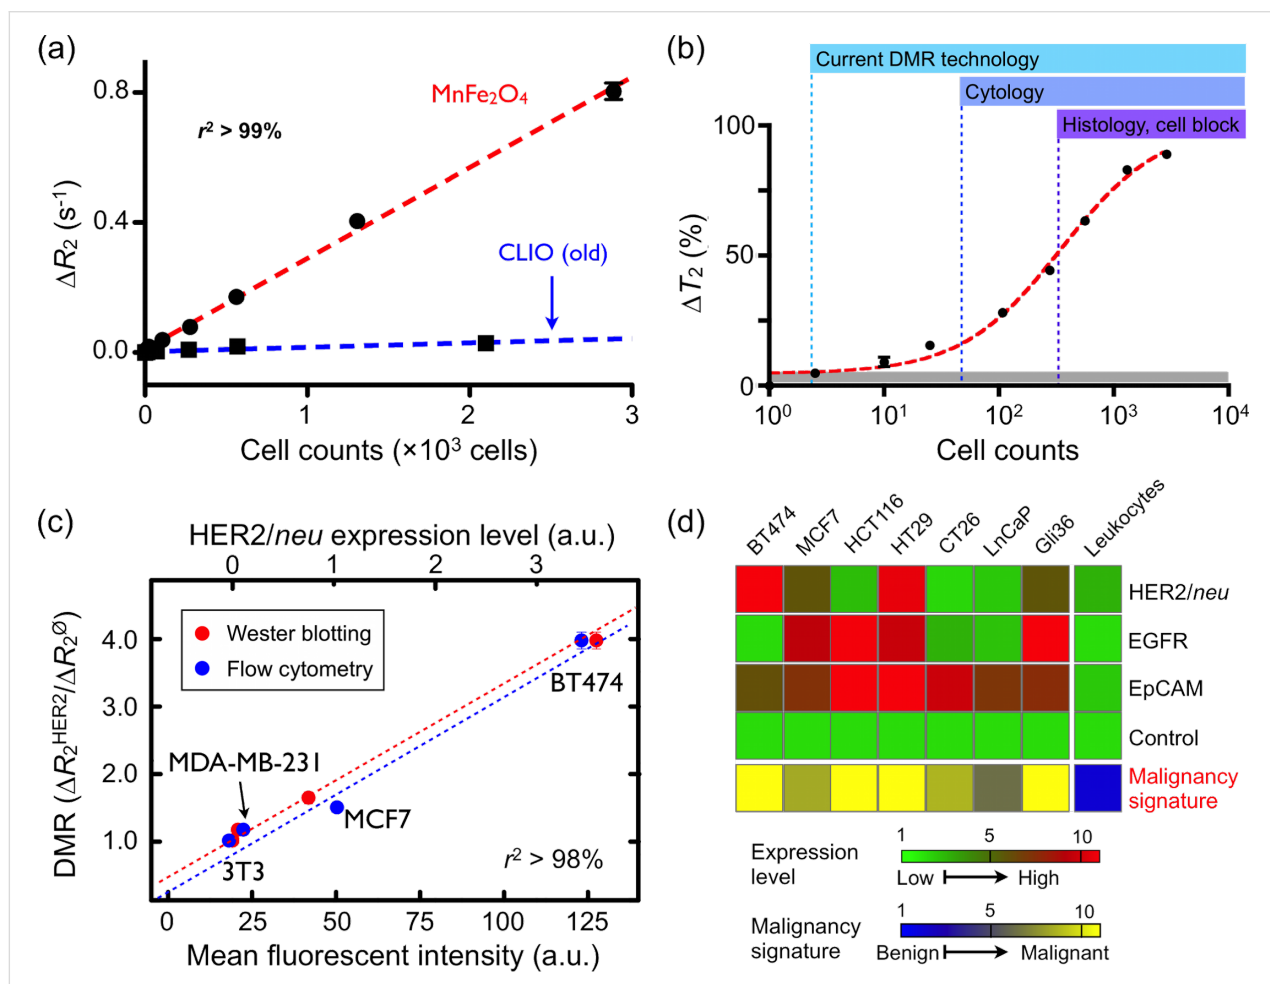 (a)
MnFe₂O₄
r² > 99%
CLIO (old)
ΔR₂ (s⁻¹)
0.8
0.4
0.0
0
1
2
3
Cell counts (×10³ cells)
(b)
Current DMR technology
Cytology
Histology, cell block
ΔT₂ (%)
100
50
0
10⁰
10¹
10²
10³
10⁴
Cell counts
(c)
HER2/neu expression level (a.u.)
0
1
2
3
Wester blotting
Flow cytometry
DMR (ΔR₂ᴴᴱᴿ²/ΔR₂^Ø)
4.0
3.0
2.0
1.0
BT474
MDA-MB-231
MCF7
3T3
r² > 98%
0
25
50
75
100
125
Mean fluorescent intensity (a.u.)
(d)
BT474
MCF7
HCT116
HT29
CT26
LnCaP
Gli36
Leukocytes
HER2/neu
EGFR
EpCAM
Control
Malignancy
signature
Expression
level
1
5
10
Low
High
Malignancy
signature
1
5
10
Benign
Malignant